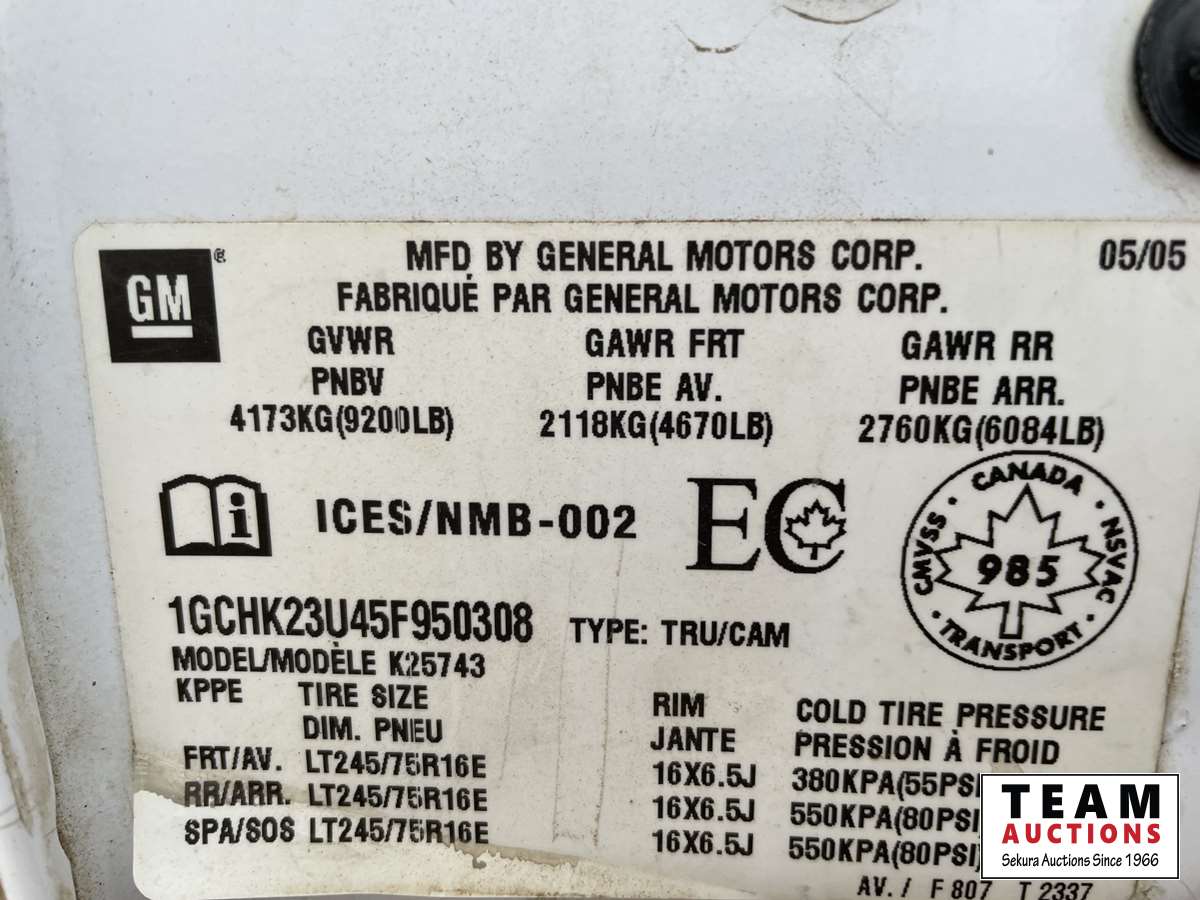 GM®
MFD BY GENERAL MOTORS CORP. 05/05
FABRIQUÉ PAR GENERAL MOTORS CORP.
GVWR GAWR FRT GAWR RR
PNBV PNBE AV. PNBE ARR.
4173KG(9200LB) 2118KG(4670LB) 2760KG(6084LB)
i ICES/NMB-002 EC
CANADA
CMVSS · 985 · NSVAC
TRANSPORT
1GCHK23U45F950308 TYPE: TRU/CAM
MODEL/MODÈLE K25743
KPPE TIRE SIZE RIM COLD TIRE PRESSURE
DIM. PNEU JANTE PRESSION À FROID
FRT/AV. LT245/75R16E 16X6.5J 380KPA(55PSI
RR/ARR. LT245/75R16E 16X6.5J 550KPA(80PSI
SPA/SOS LT245/75R16E 16X6.5J 550KPA(80PSI)
AV. / F 807 T 2337
TEAM
AUCTIONS
Sekura Auctions Since 1966